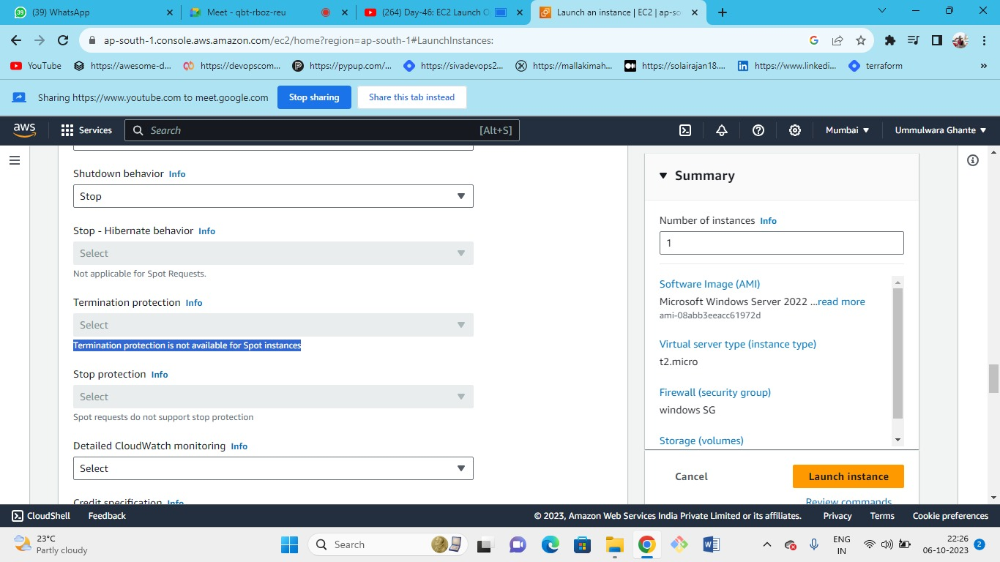 (39) WhatsApp
Meet - qbt-rboz-reu
(264) Day-46: EC2 Launch O
Launch an instance | EC2 | ap-so
ap-south-1.console.aws.amazon.com/ec2/home?region=ap-south-1#LaunchInstances:
YouTube
https://awesome-d...
https://devopscom...
https://pypup.com/...
https://sivadevops2...
https://mallakimah...
https://solairajan18....
https://www.linkedi...
terraform
»
Sharing https://www.youtube.com to meet.google.com
Stop sharing
Share this tab instead
aws
Services
Search
[Alt+S]
Mumbai
Ummulwara Ghante
Shutdown behavior Info
Stop
Stop - Hibernate behavior Info
Select
Not applicable for Spot Requests.
Termination protection Info
Select
Termination protection is not available for Spot instances
Stop protection Info
Select
Spot requests do not support stop protection
Detailed CloudWatch monitoring Info
Select
Credit specification Info
Summary
Number of instances Info
1
Software Image (AMI)
Microsoft Windows Server 2022 ...read more
ami-08abb3eeacc61972d
Virtual server type (instance type)
t2.micro
Firewall (security group)
windows SG
Storage (volumes)
Cancel
Launch instance
Review commands
CloudShell
Feedback
© 2023, Amazon Web Services India Private Limited or its affiliates.
Privacy
Terms
Cookie preferences
23°C
Partly cloudy
Search
ENG
IN
22:26
06-10-2023
2